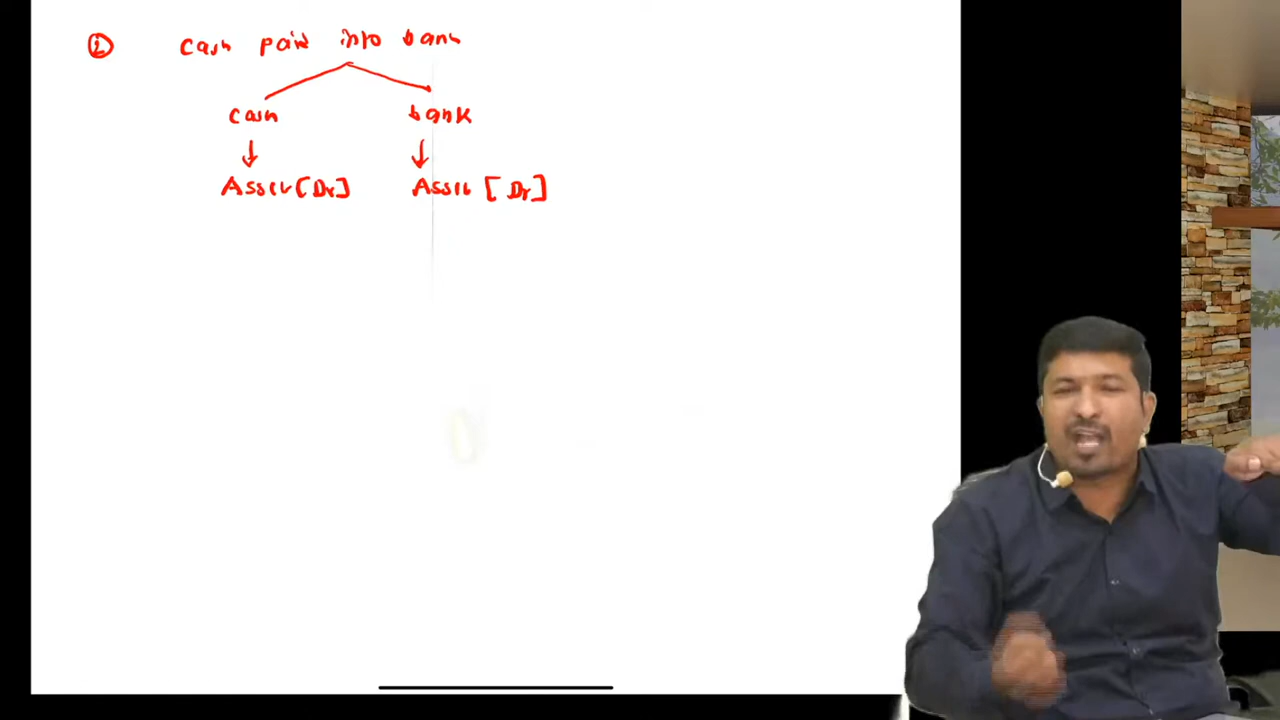 ② cash paid into bank
cash bank
↓ ↓
Asset [Dr] Asset [Dr]